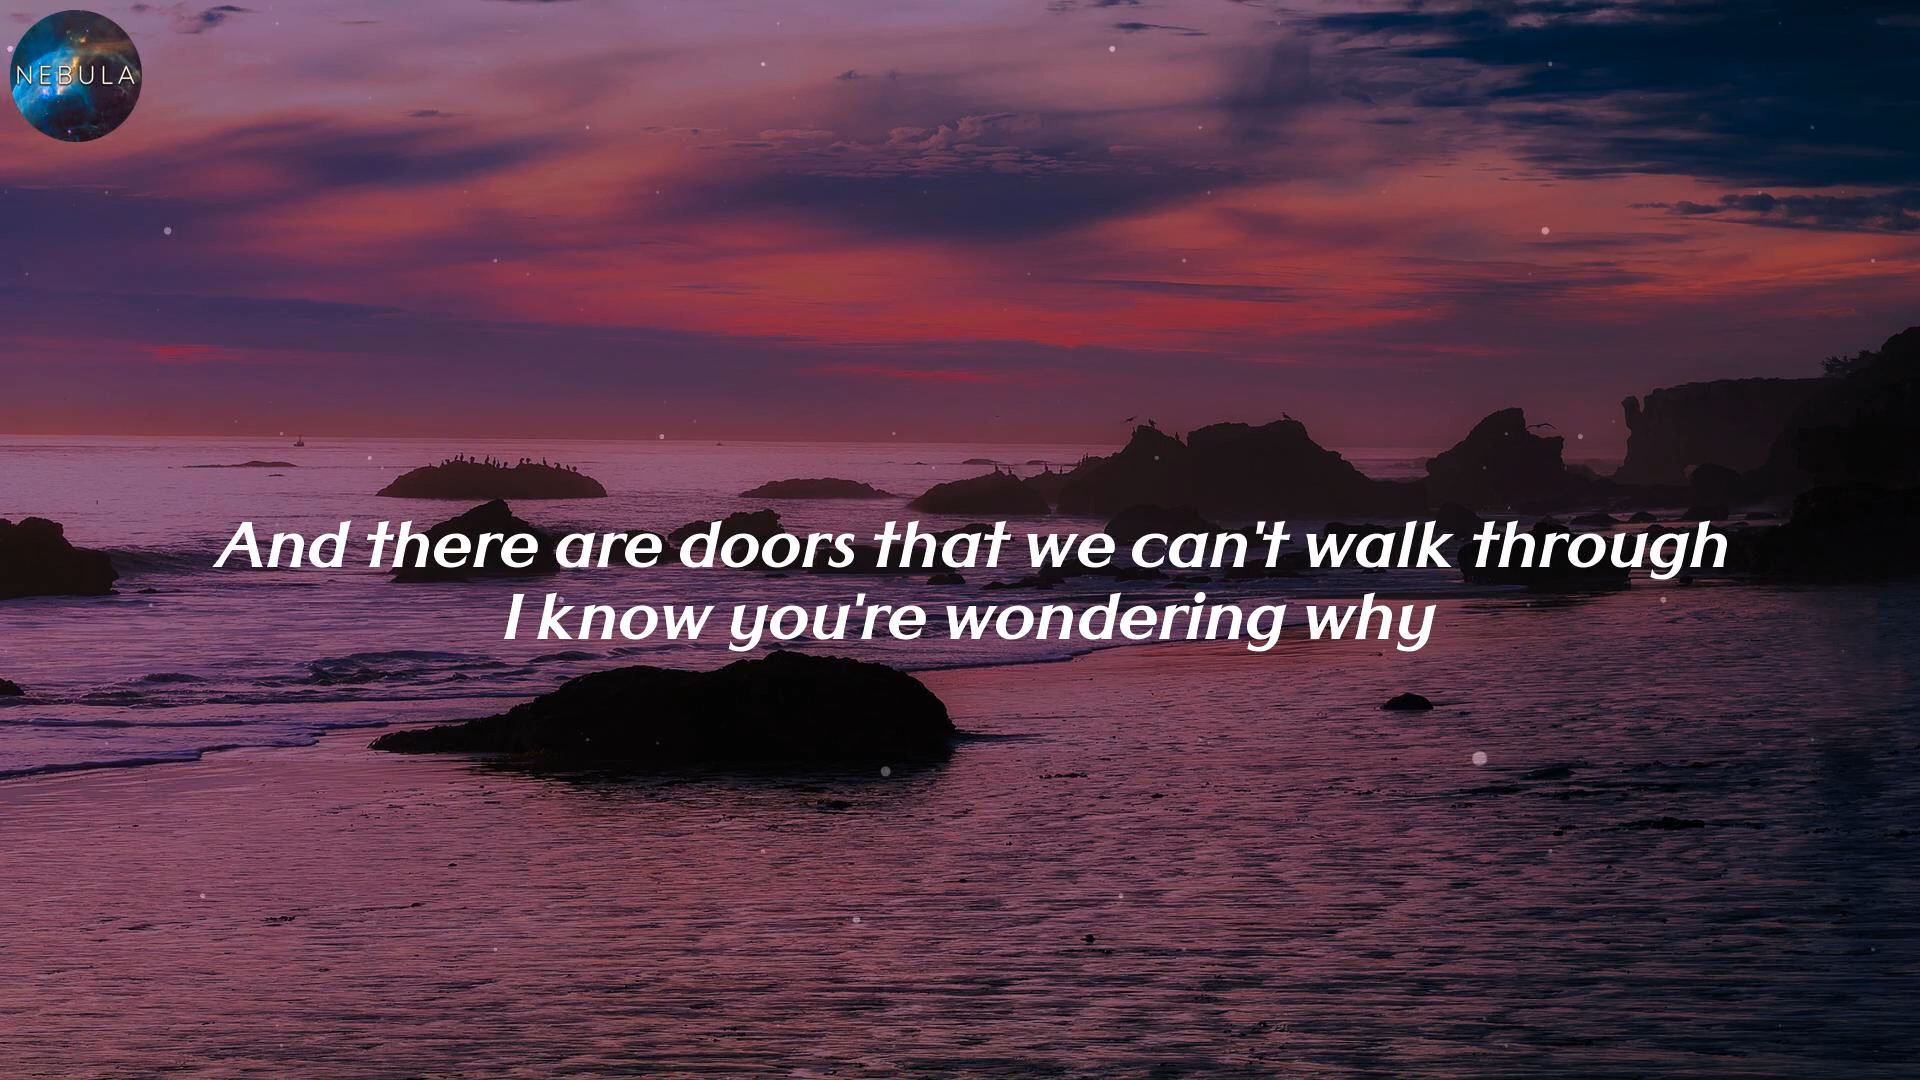 NEBULA
And there are doors that we can't walk through
I know you're wondering why